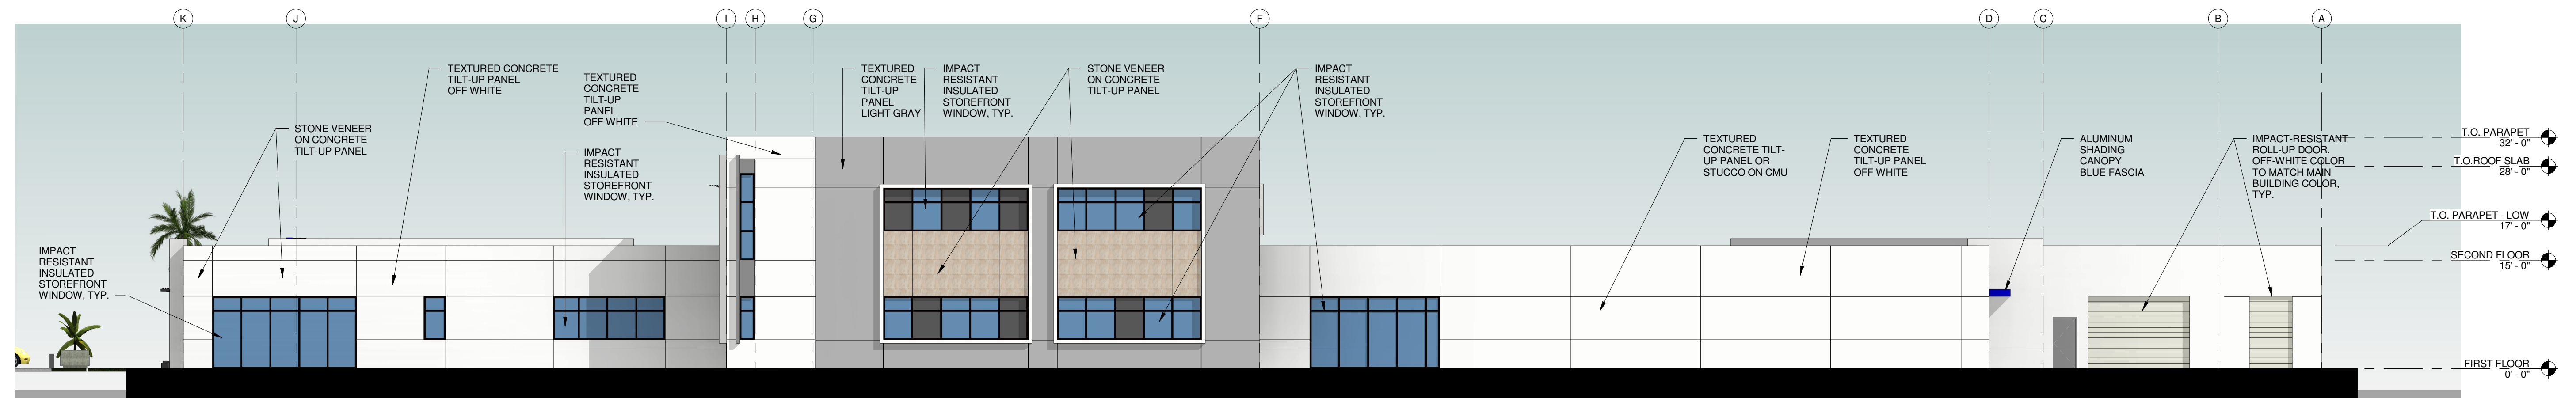 K
J
I
H
G
F
D
C
B
A
IMPACT
RESISTANT
INSULATED
STOREFRONT
WINDOW, TYP.
STONE VENEER
ON CONCRETE
TILT-UP PANEL
TEXTURED CONCRETE
TILT-UP PANEL
OFF WHITE
IMPACT
RESISTANT
INSULATED
STOREFRONT
WINDOW, TYP.
TEXTURED
CONCRETE
TILT-UP
PANEL
OFF WHITE
TEXTURED
CONCRETE
TILT-UP
PANEL
LIGHT GRAY
IMPACT
RESISTANT
INSULATED
STOREFRONT
WINDOW, TYP.
STONE VENEER
ON CONCRETE
TILT-UP PANEL
IMPACT
RESISTANT
INSULATED
STOREFRONT
WINDOW, TYP.
TEXTURED
CONCRETE TILT-
UP PANEL OR
STUCCO ON CMU
TEXTURED
CONCRETE
TILT-UP PANEL
OFF WHITE
ALUMINUM
SHADING
CANOPY
BLUE FASCIA
IMPACT-RESISTANT
ROLL-UP DOOR.
OFF-WHITE COLOR
TO MATCH MAIN
BUILDING COLOR,
TYP.
T.O. PARAPET
32' - 0"
T.O.ROOF SLAB
28' - 0"
T.O. PARAPET - LOW
17' - 0"
SECOND FLOOR
15' - 0"
FIRST FLOOR
0' - 0"